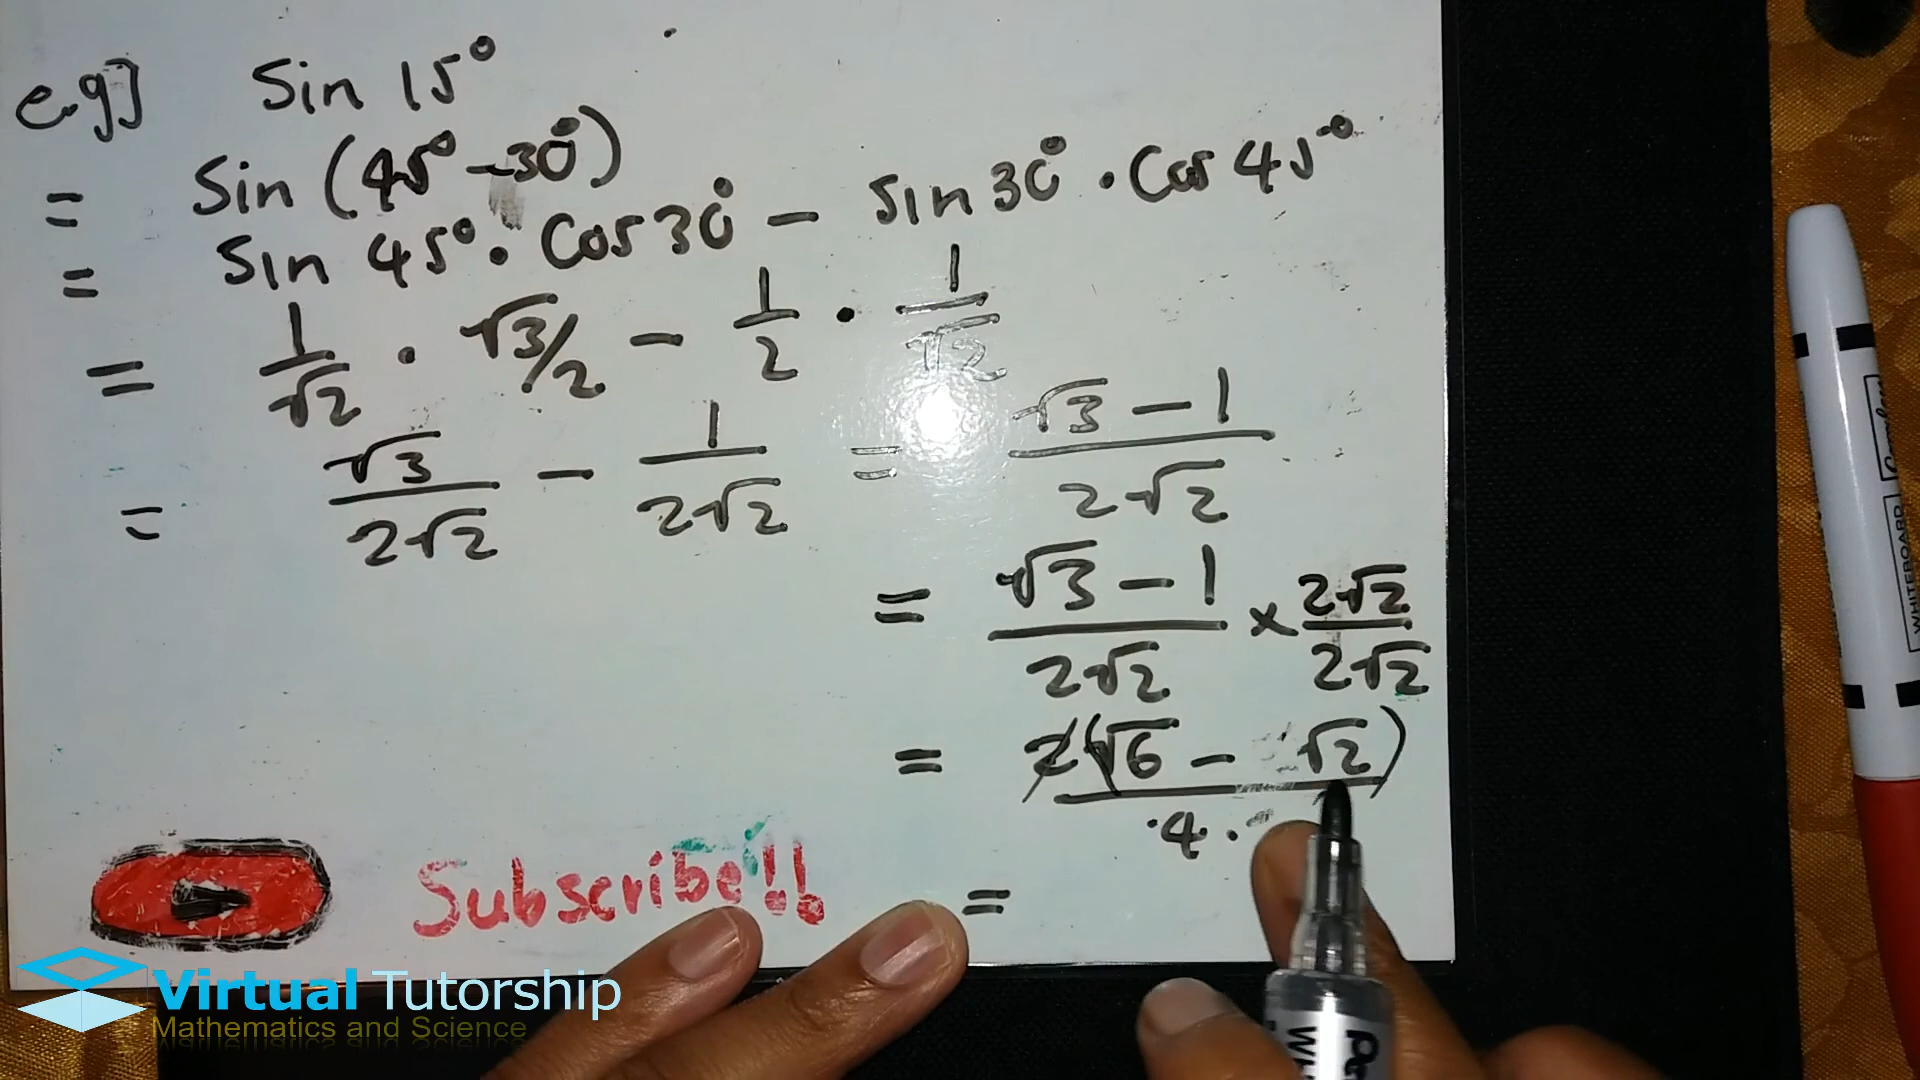 e.g] Sin 15°
= Sin (45° - 30°)
= Sin 45° · Cos 30° - Sin 30° · Cos 45°
= 1/√2 · √3/2 - 1/2 · 1/√2
= √3/2√2 - 1/2√2 = √3 - 1/2√2
= √3 - 1/2√2 × 2√2/2√2
= 2(√6 - √2)/·4·
=
Subscribe!!
Virtual Tutorship
Mathematics and Science
WHITEBOARD